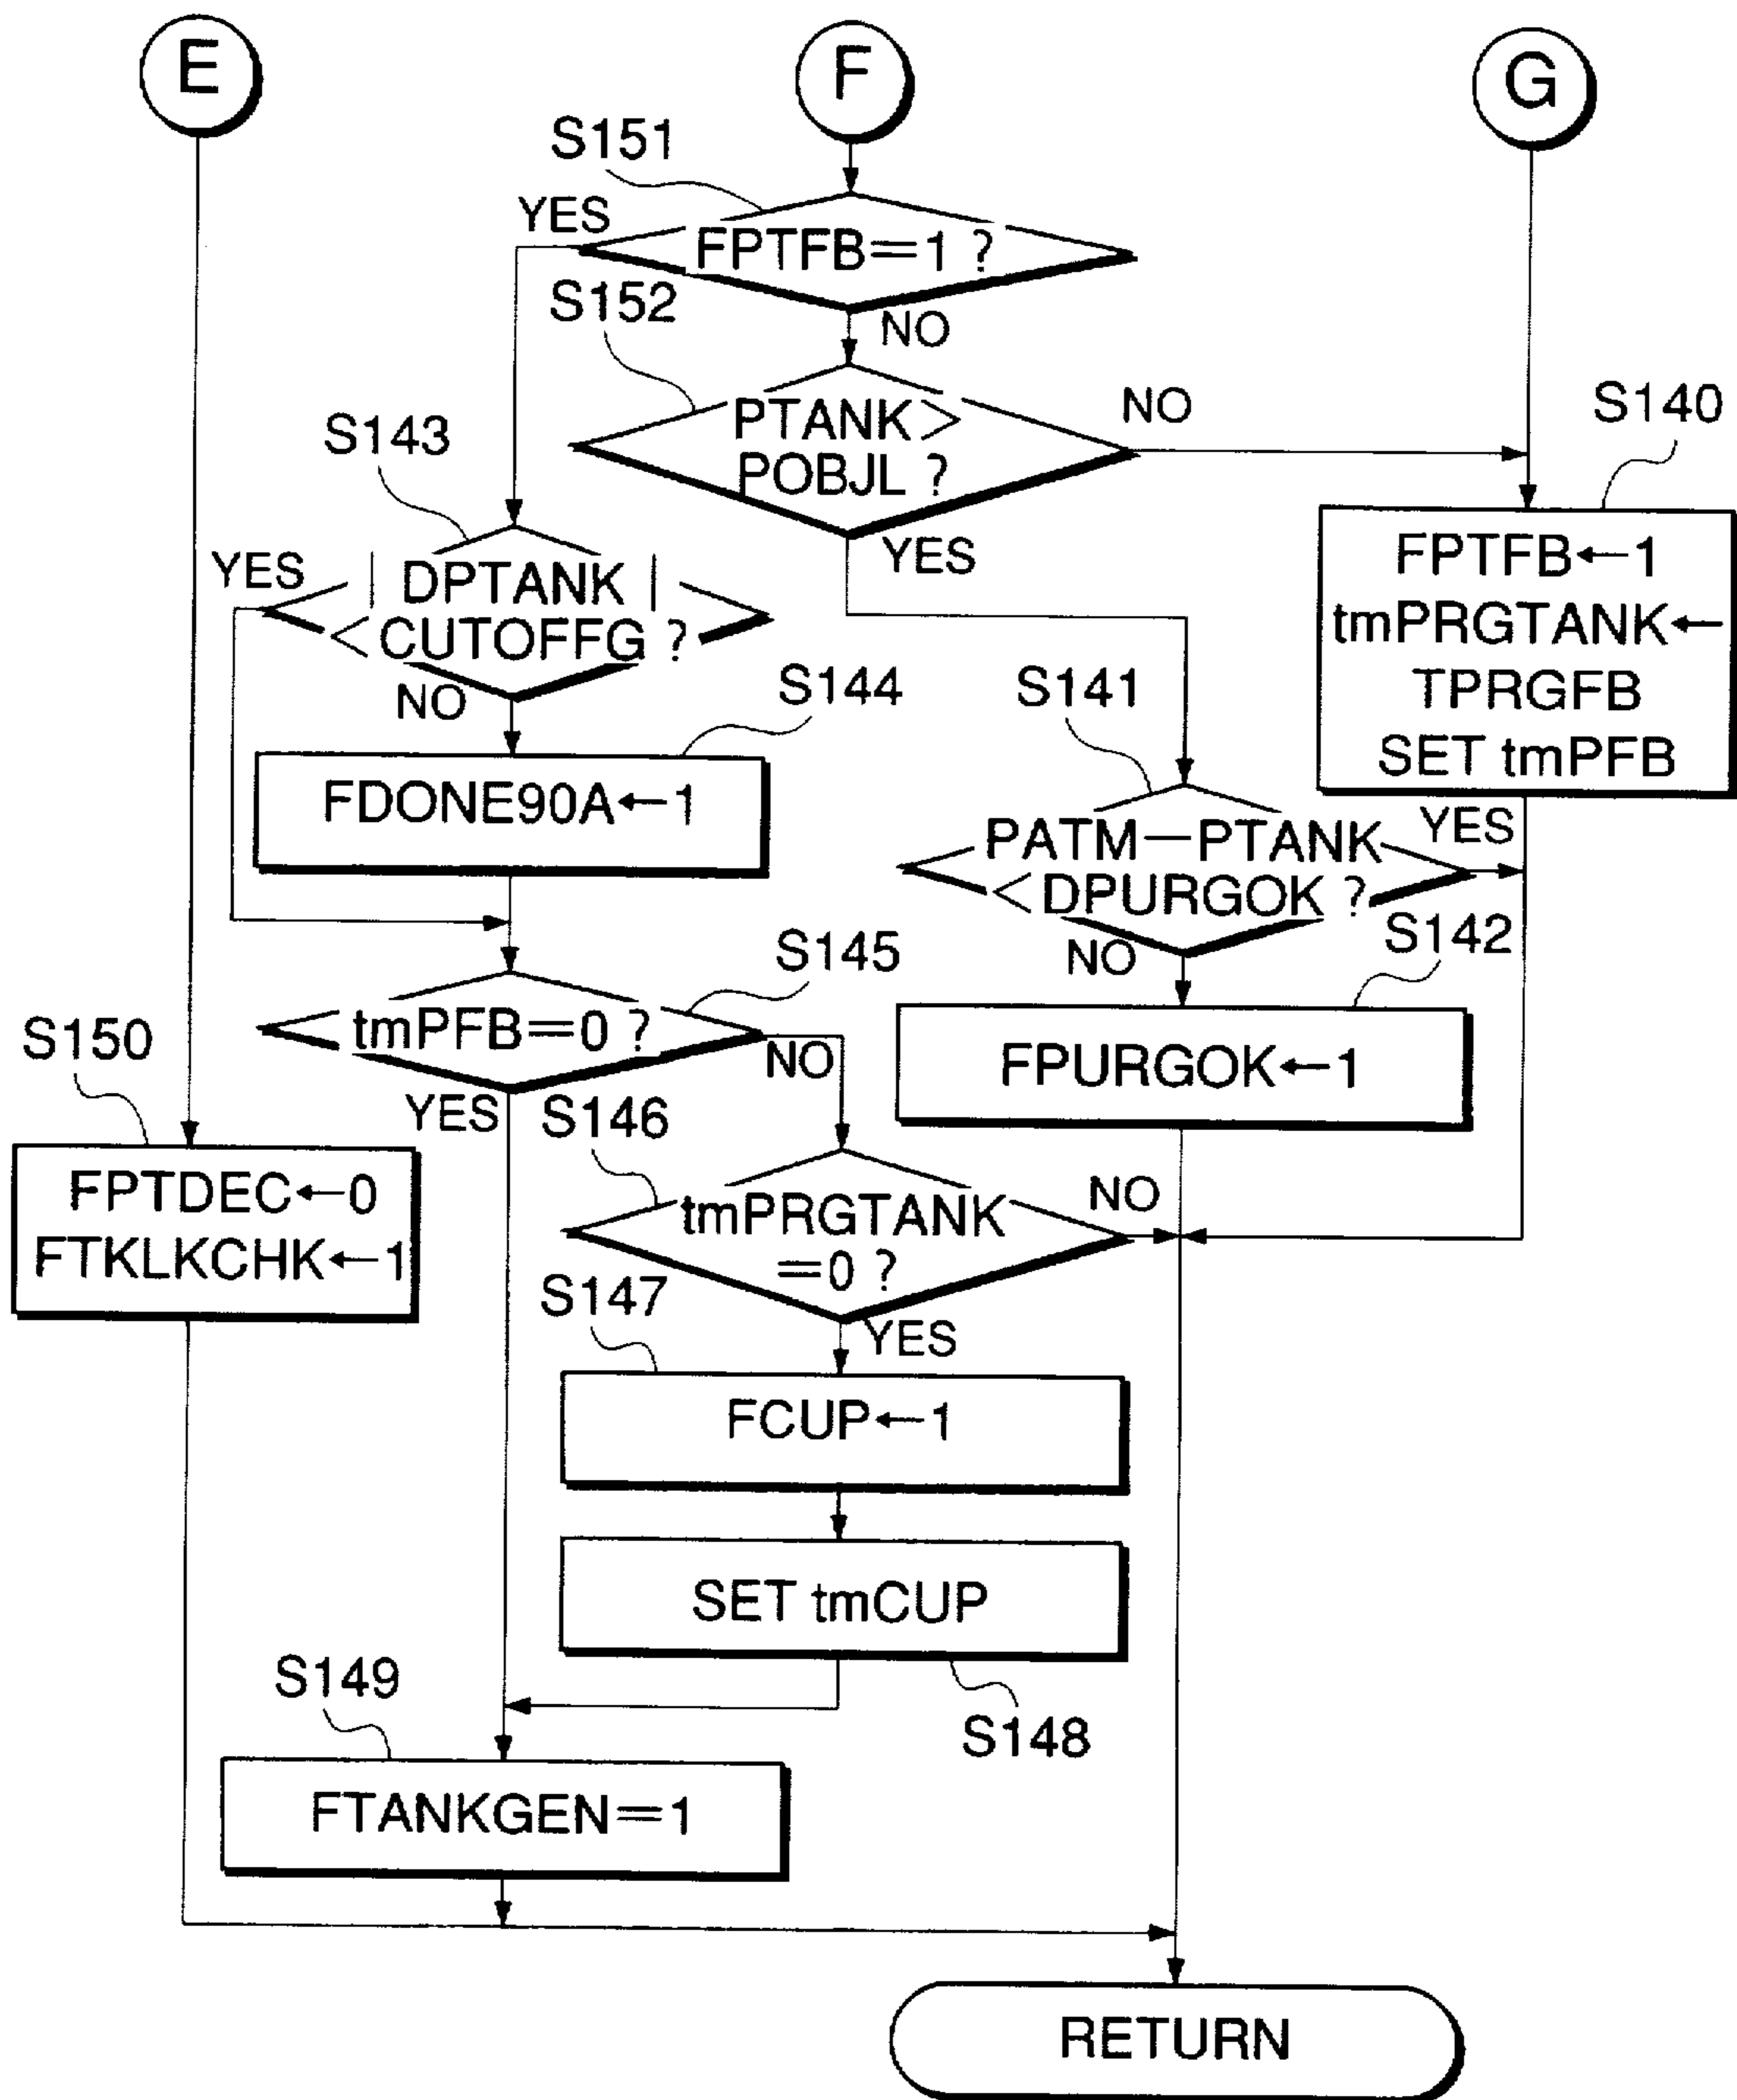 E
F
G
S151
YES
FPTFB=1 ?
S152
NO
PTANK>
POBJL ?
NO
YES
S140
FPTFB←1
tmPRGTANK←
TPRGFB
SET tmPFB
S143
YES
| DPTANK |
<CUTOFFG ?
NO
S144
FDONE90A←1
S141
PATM—PTANK
<DPURGOK ?
YES
NO
S142
FPURGOK←1
S145
tmPFB=0 ?
NO
YES
S150
FPTDEC←0
FTKLKCHK←1
S146
tmPRGTANK
=0 ?
NO
YES
S147
FCUP←1
SET tmCUP
S148
S149
FTANKGEN=1
RETURN